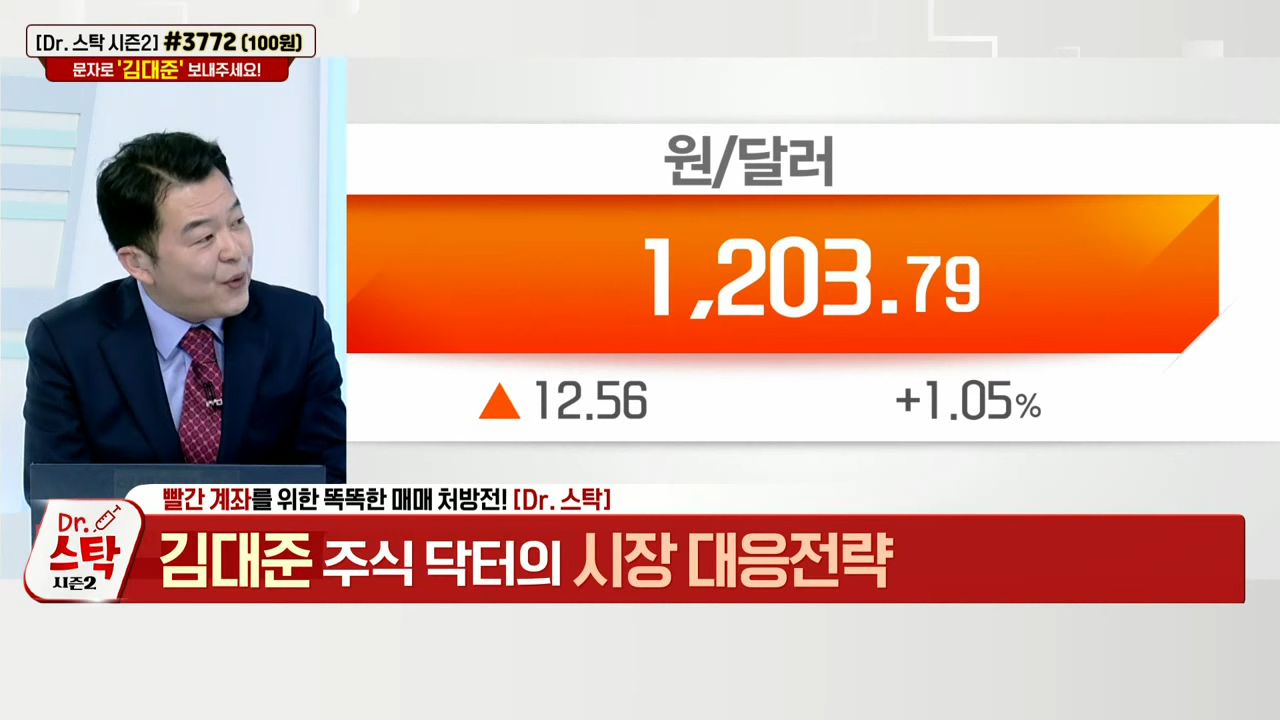 [Dr. 스탁 시즌2] #3772 (100원)
문자로 '김대준' 보내주세요!
원/달러
1,203.79
▲ 12.56
+1.05%
빨간 계좌를 위한 똑똑한 매매 처방전! [Dr. 스탁]
Dr.
스탁
시즌2
김대준 주식 닥터의 시장 대응전략